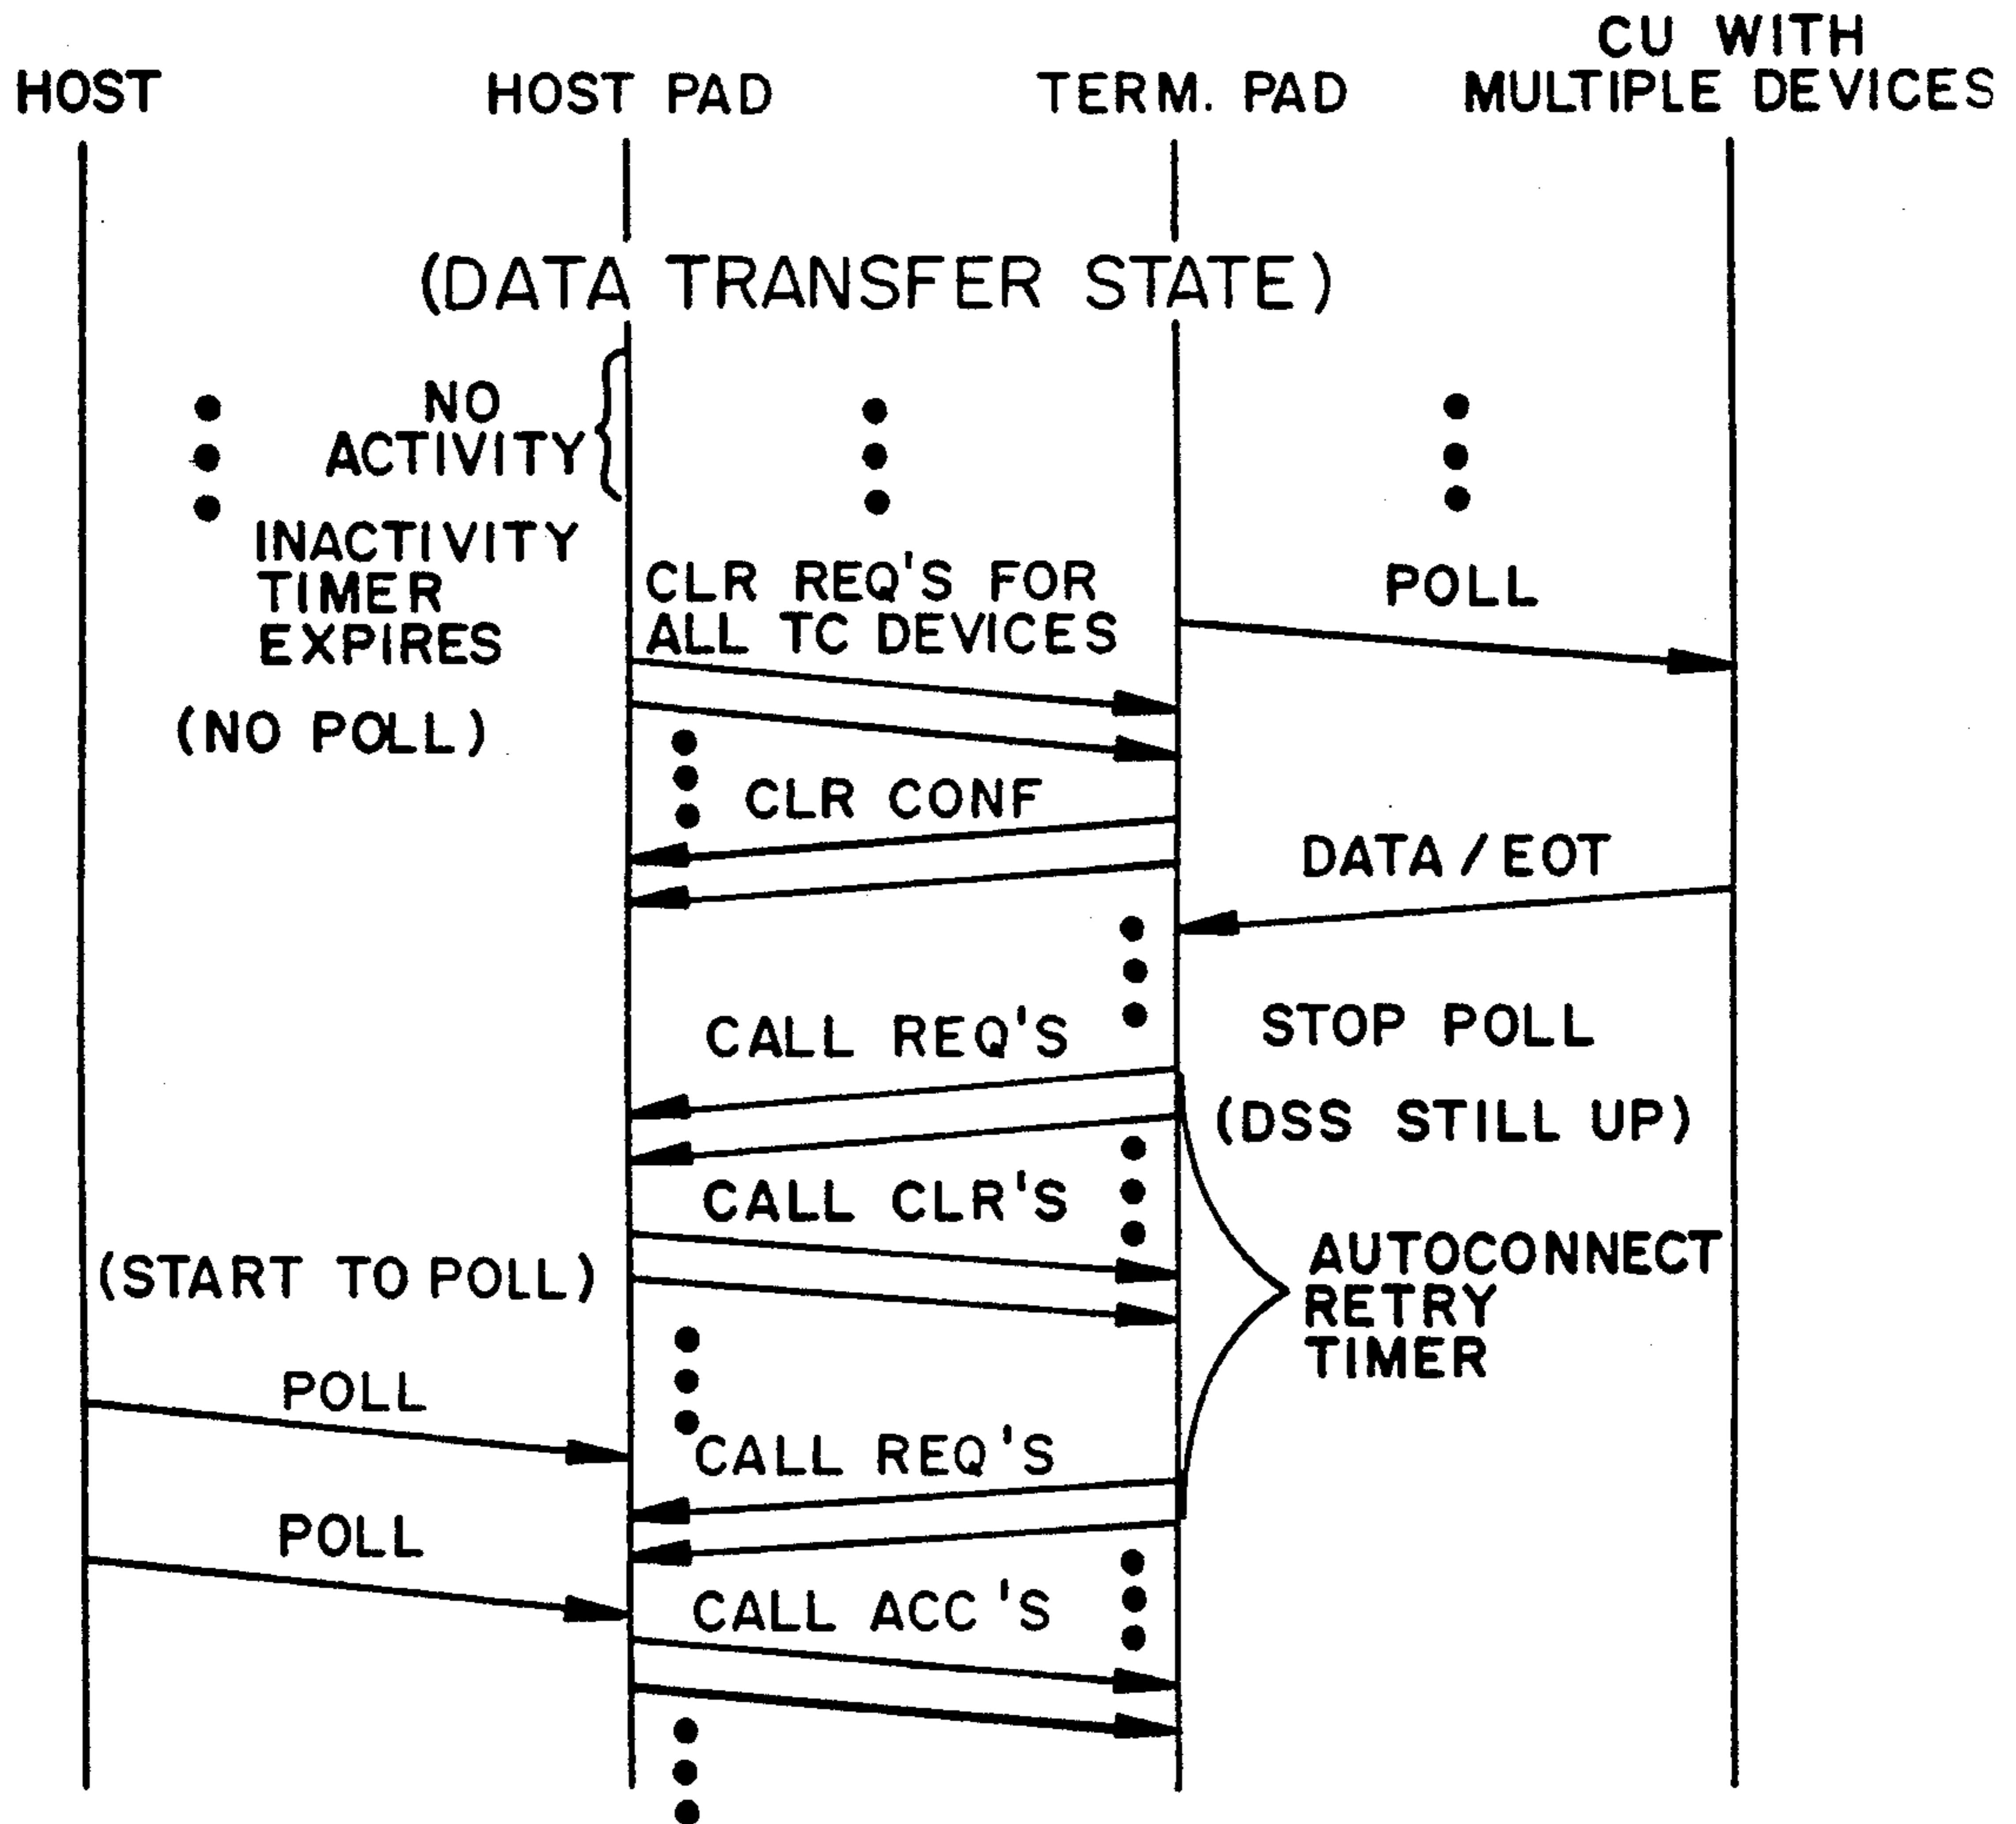 CU WITH
MULTIPLE DEVICES
HOST
HOST PAD
TERM. PAD
(DATA TRANSFER STATE)
NO
ACTIVITY
INACTIVITY
TIMER
EXPIRES
CLR REQ'S FOR
ALL TC DEVICES
POLL
(NO POLL)
CLR CONF
DATA/EOT
CALL REQ'S
STOP POLL
(DSS STILL UP)
CALL CLR'S
(START TO POLL)
AUTOCONNECT
RETRY
TIMER
POLL
CALL REQ'S
POLL
CALL ACC'S